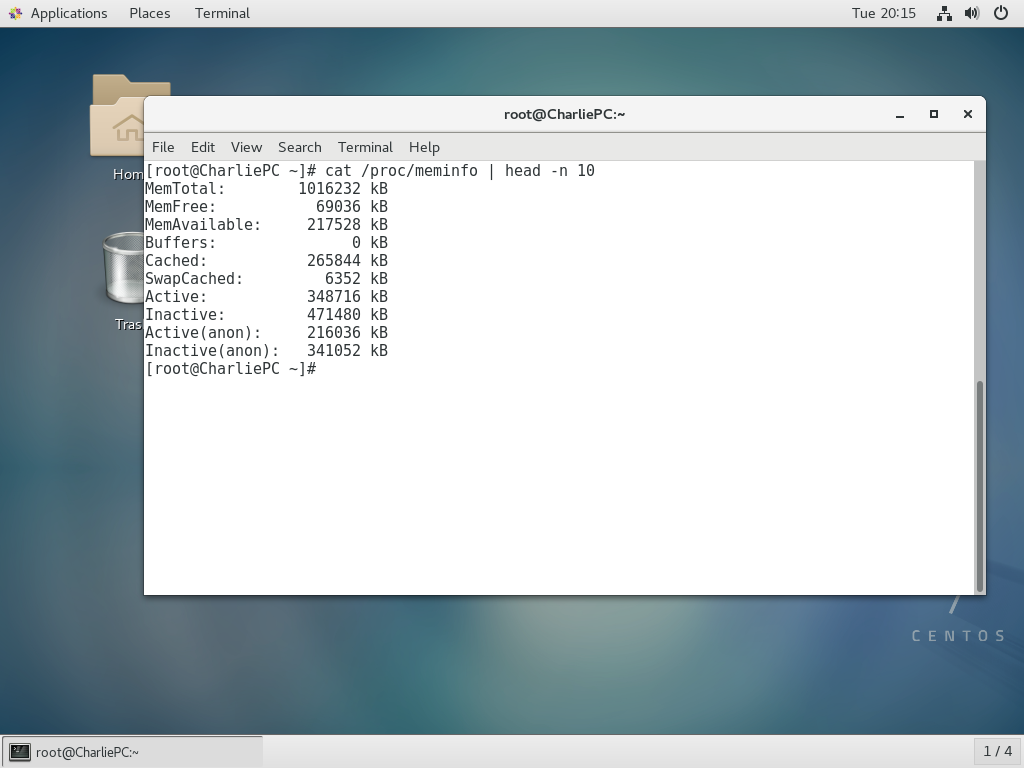 Applications Places Terminal Tue 20:15
Hom
Tras
root@CharliePC:~
File Edit View Search Terminal Help
[root@CharliePC ~]# cat /proc/meminfo | head -n 10
MemTotal:        1016232 kB
MemFree:           69036 kB
MemAvailable:     217528 kB
Buffers:               0 kB
Cached:           265844 kB
SwapCached:         6352 kB
Active:           348716 kB
Inactive:         471480 kB
Active(anon):     216036 kB
Inactive(anon):   341052 kB
[root@CharliePC ~]#
7
CENTOS
root@CharliePC:~
1 / 4